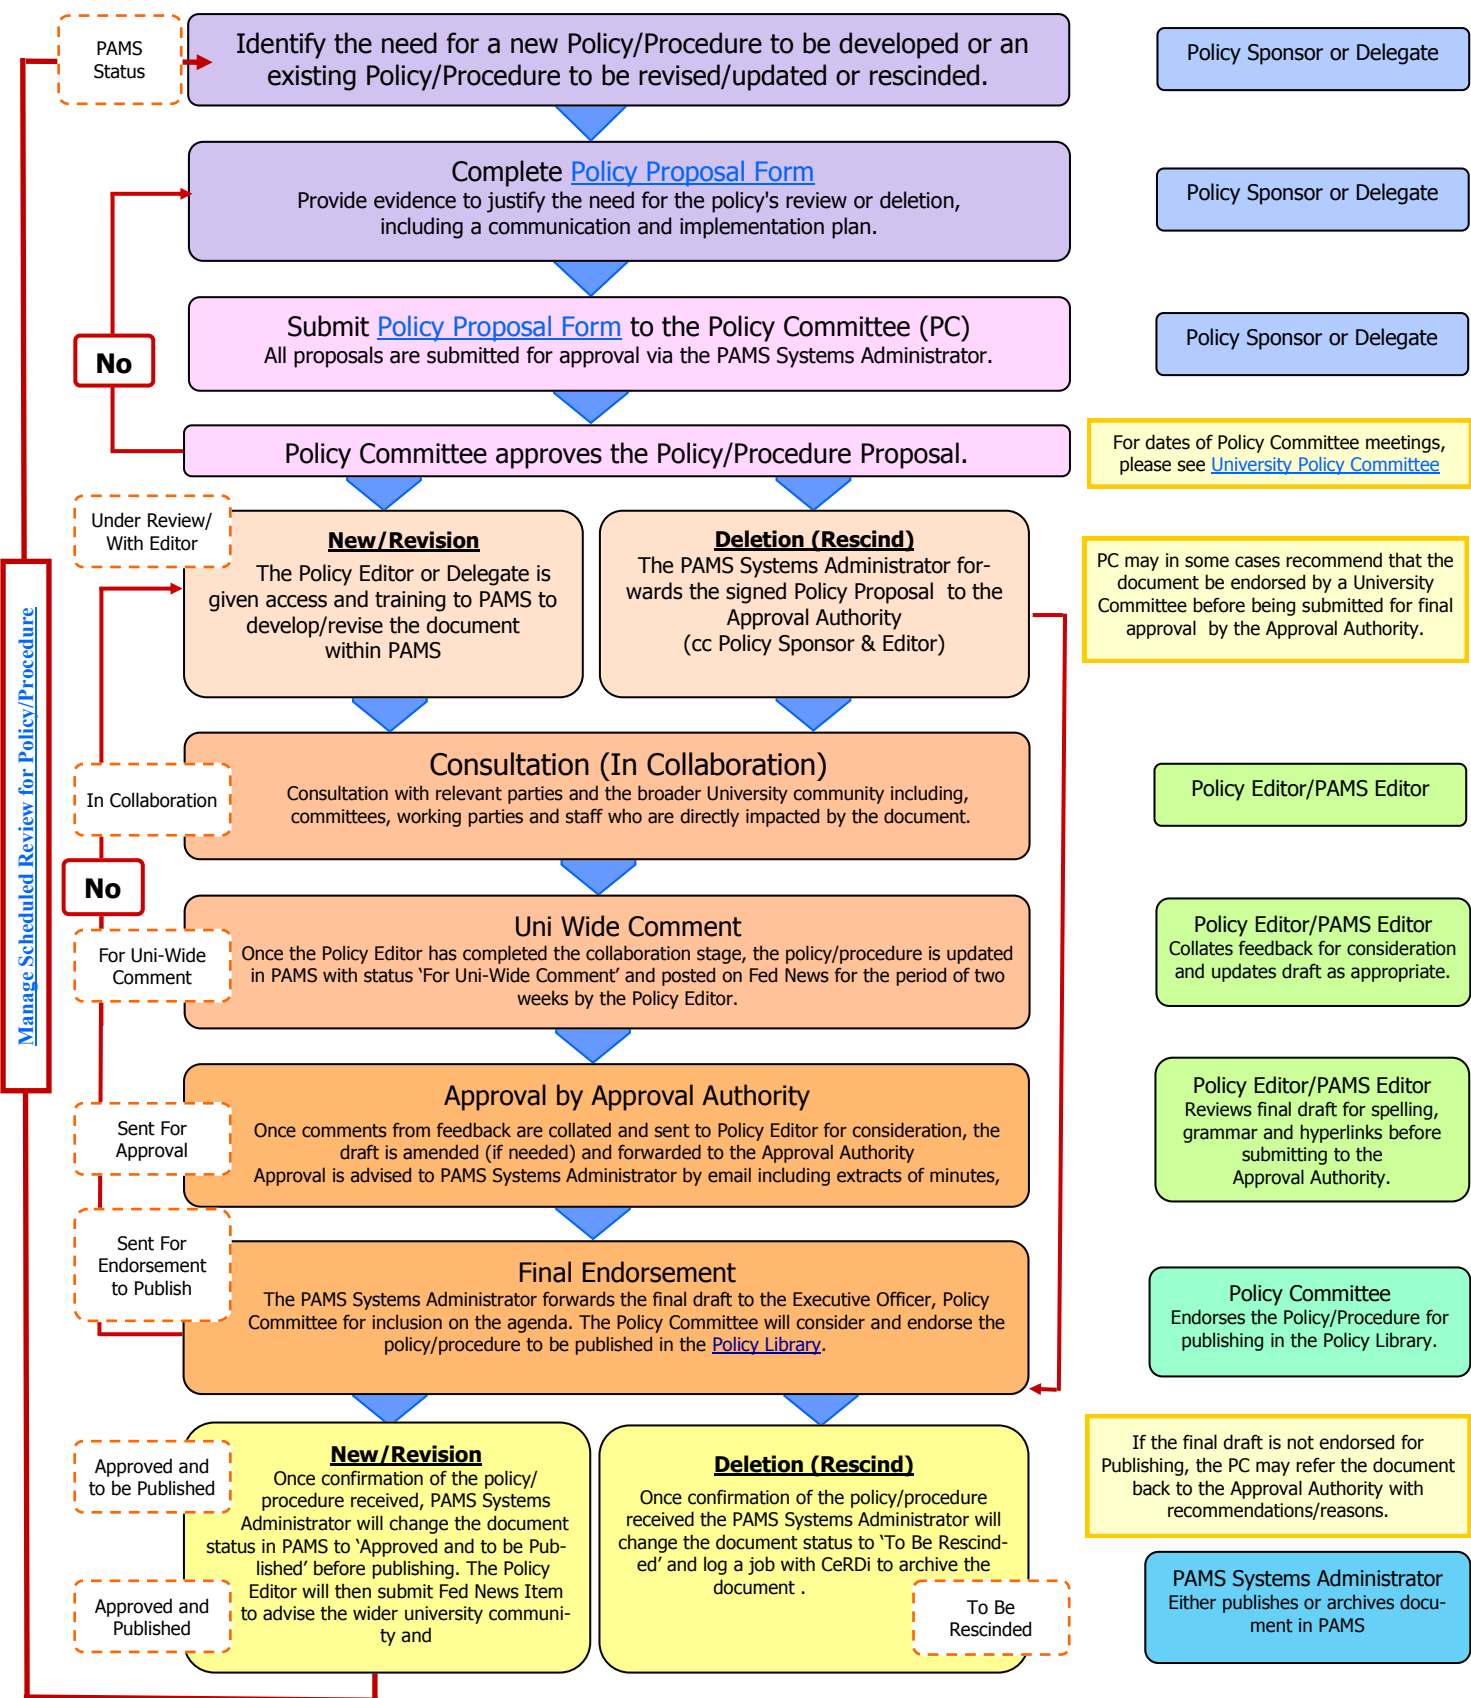 PAMS
Status
Identify the need for a new Policy/Procedure to be developed or an
existing Policy/Procedure to be revised/updated or rescinded.
Policy Sponsor or Delegate
Complete Policy Proposal Form
Provide evidence to justify the need for the policy's review or deletion,
including a communication and implementation plan.
Policy Sponsor or Delegate
Submit Policy Proposal Form to the Policy Committee (PC)
All proposals are submitted for approval via the PAMS Systems Administrator.
Policy Sponsor or Delegate
No
Policy Committee approves the Policy/Procedure Proposal.
For dates of Policy Committee meetings,
please see University Policy Committee
Under Review/
With Editor
New/Revision
The Policy Editor or Delegate is
given access and training to PAMS to
develop/revise the document
within PAMS
Deletion (Rescind)
The PAMS Systems Administrator for-
wards the signed Policy Proposal  to the
Approval Authority
(cc Policy Sponsor & Editor)
PC may in some cases recommend that the
document be endorsed by a University
Committee before being submitted for final
approval  by the Approval Authority.
Manage Scheduled Review for Policy/Procedure
In Collaboration
Consultation (In Collaboration)
Consultation with relevant parties and the broader University community including,
committees, working parties and staff who are directly impacted by the document.
Policy Editor/PAMS Editor
No
For Uni-Wide
Comment
Uni Wide Comment
Once the Policy Editor has completed the collaboration stage, the policy/procedure is updated
in PAMS with status ‘For Uni-Wide Comment’ and posted on Fed News for the period of two
weeks by the Policy Editor.
Policy Editor/PAMS Editor
Collates feedback for consideration
and updates draft as appropriate.
Sent For
Approval
Approval by Approval Authority
Once comments from feedback are collated and sent to Policy Editor for consideration, the
draft is amended (if needed) and forwarded to the Approval Authority
Approval is advised to PAMS Systems Administrator by email including extracts of minutes,
Policy Editor/PAMS Editor
Reviews final draft for spelling,
grammar and hyperlinks before
submitting to the
Approval Authority.
Sent For
Endorsement
to Publish
Final Endorsement
The PAMS Systems Administrator forwards the final draft to the Executive Officer, Policy
Committee for inclusion on the agenda. The Policy Committee will consider and endorse the
policy/procedure to be published in the Policy Library.
Policy Committee
Endorses the Policy/Procedure for
publishing in the Policy Library.
Approved and
to be Published
Approved and
Published
New/Revision
Once confirmation of the policy/
procedure received, PAMS Systems
Administrator will change the document
status in PAMS to ‘Approved and to be Pub-
lished’ before publishing. The Policy
Editor will then submit Fed News Item
to advise the wider university communi-
ty and
Deletion (Rescind)
Once confirmation of the policy/procedure
received the PAMS Systems Administrator will
change the document status to ‘To Be Rescind-
ed’ and log a job with CeRDi to archive the
document .
To Be
Rescinded
If the final draft is not endorsed for
Publishing, the PC may refer the document
back to the Approval Authority with
recommendations/reasons.
PAMS Systems Administrator
Either publishes or archives docu-
ment in PAMS